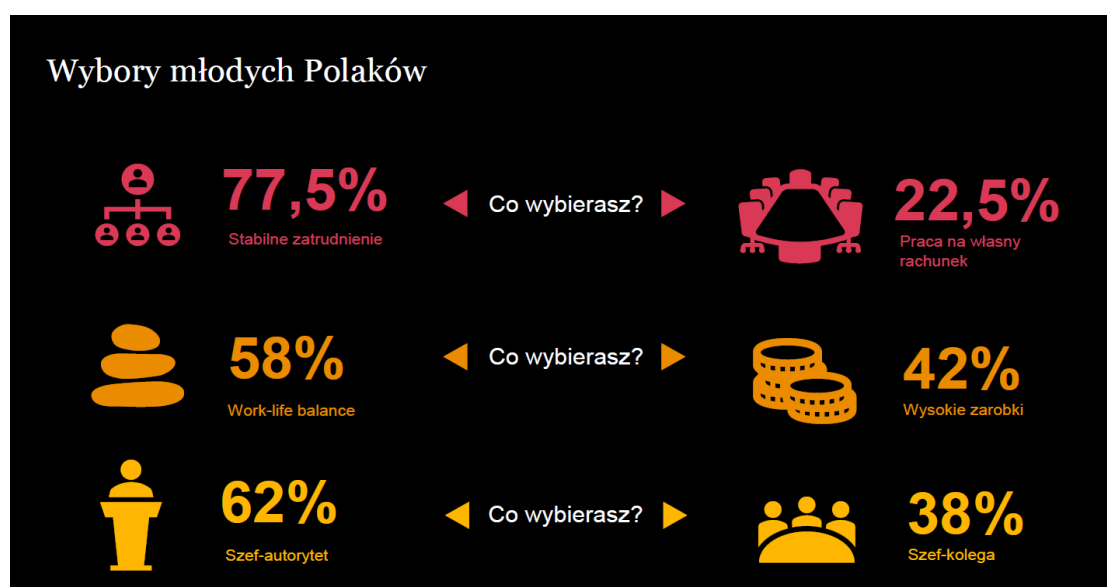 Wybory młodych Polaków
77,5%
Stabilne zatrudnienie
Co wybierasz?
22,5%
Praca na własny
rachunek
58%
Work-life balance
Co wybierasz?
42%
Wysokie zarobki
62%
Szef-autorytet
Co wybierasz?
38%
Szef-kolega